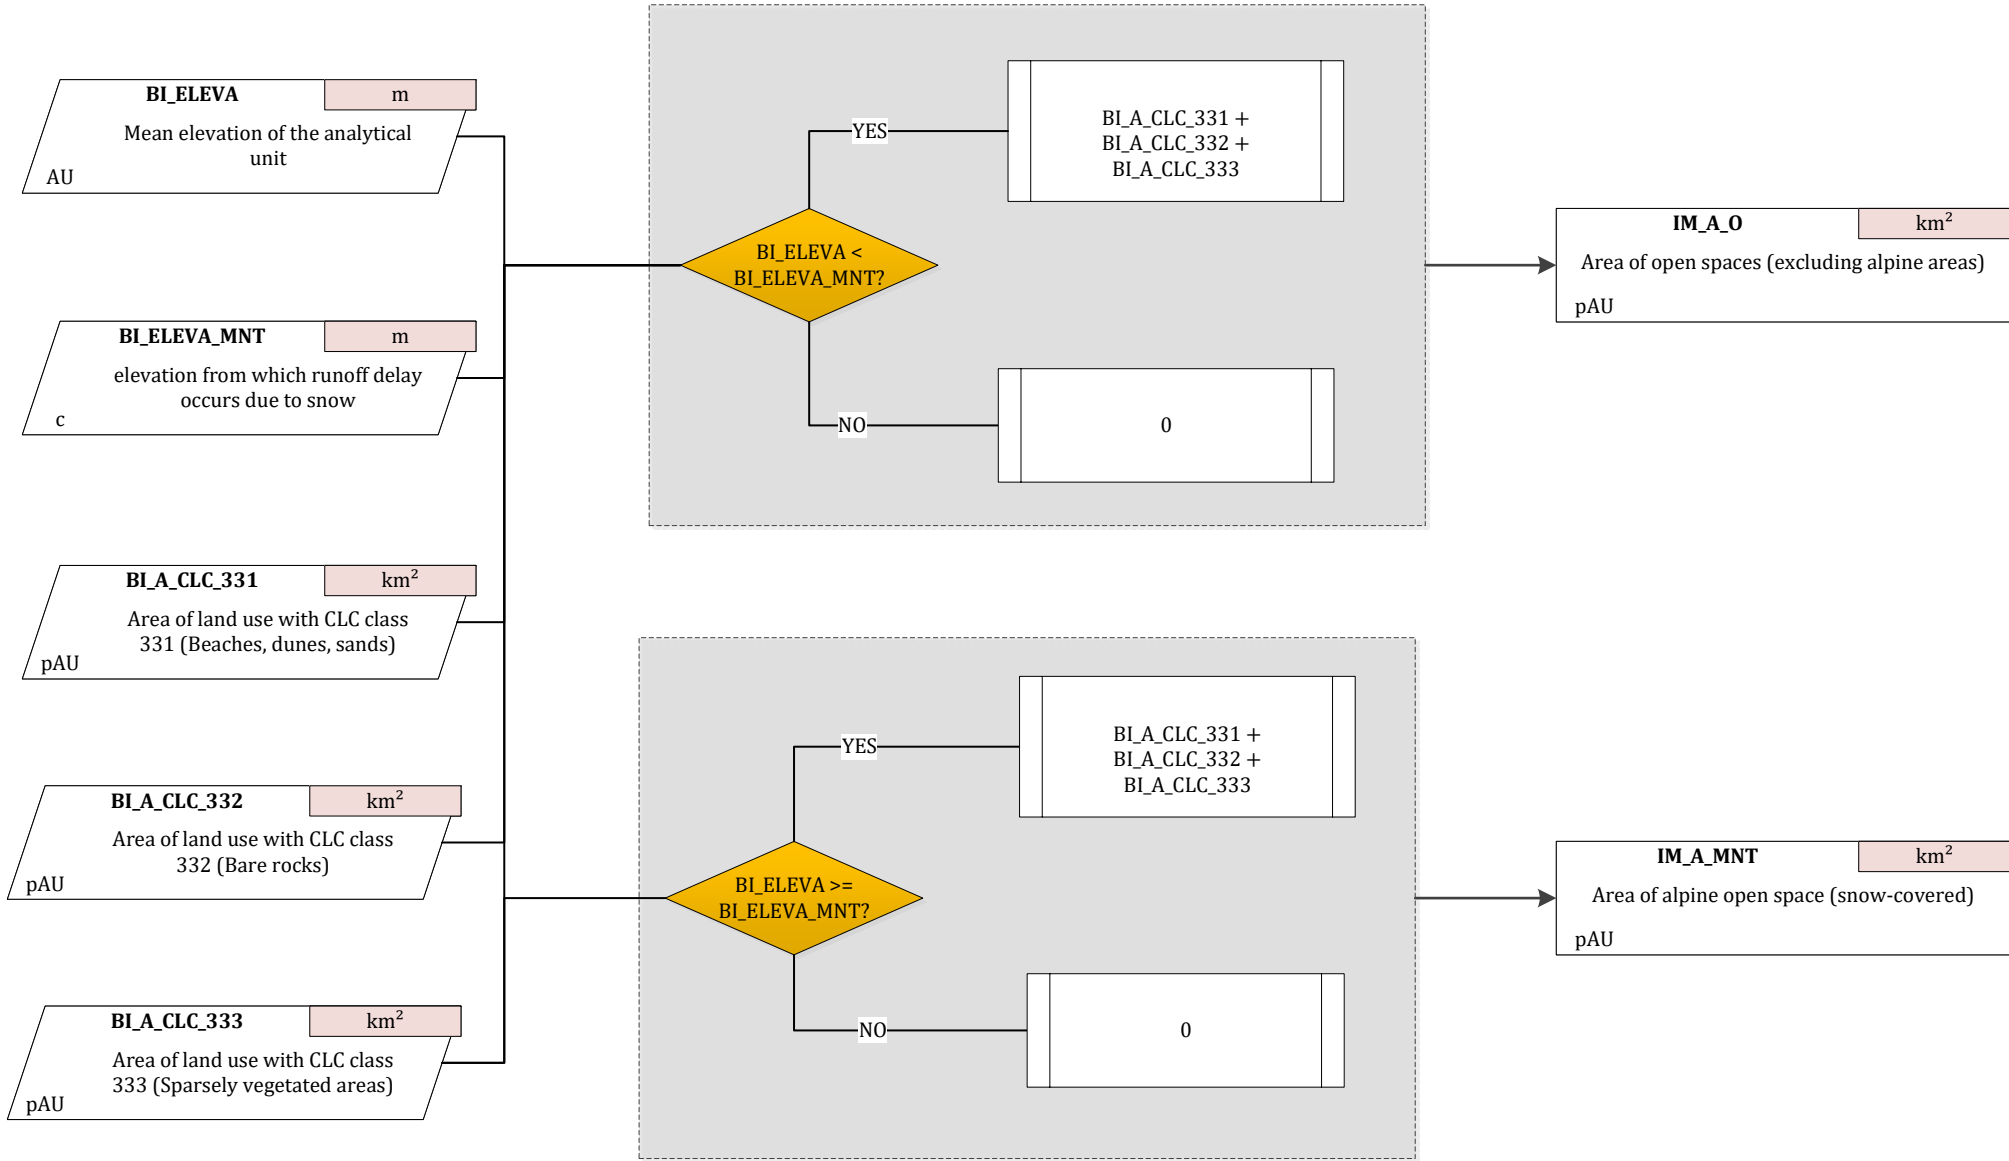 BI_ELEVA
m
Mean elevation of the analytical
unit
AU
BI_ELEVA_MNT
m
elevation from which runoff delay
occurs due to snow
c
BI_A_CLC_331
km²
Area of land use with CLC class
331 (Beaches, dunes, sands)
pAU
BI_A_CLC_332
km²
Area of land use with CLC class
332 (Bare rocks)
pAU
BI_A_CLC_333
km²
Area of land use with CLC class
333 (Sparsely vegetated areas)
pAU
BI_ELEVA <
BI_ELEVA_MNT?
YES
BI_A_CLC_331 +
BI_A_CLC_332 +
BI_A_CLC_333
NO
0
IM_A_O
km²
Area of open spaces (excluding alpine areas)
pAU
BI_ELEVA >=
BI_ELEVA_MNT?
YES
BI_A_CLC_331 +
BI_A_CLC_332 +
BI_A_CLC_333
NO
0
IM_A_MNT
km²
Area of alpine open space (snow-covered)
pAU